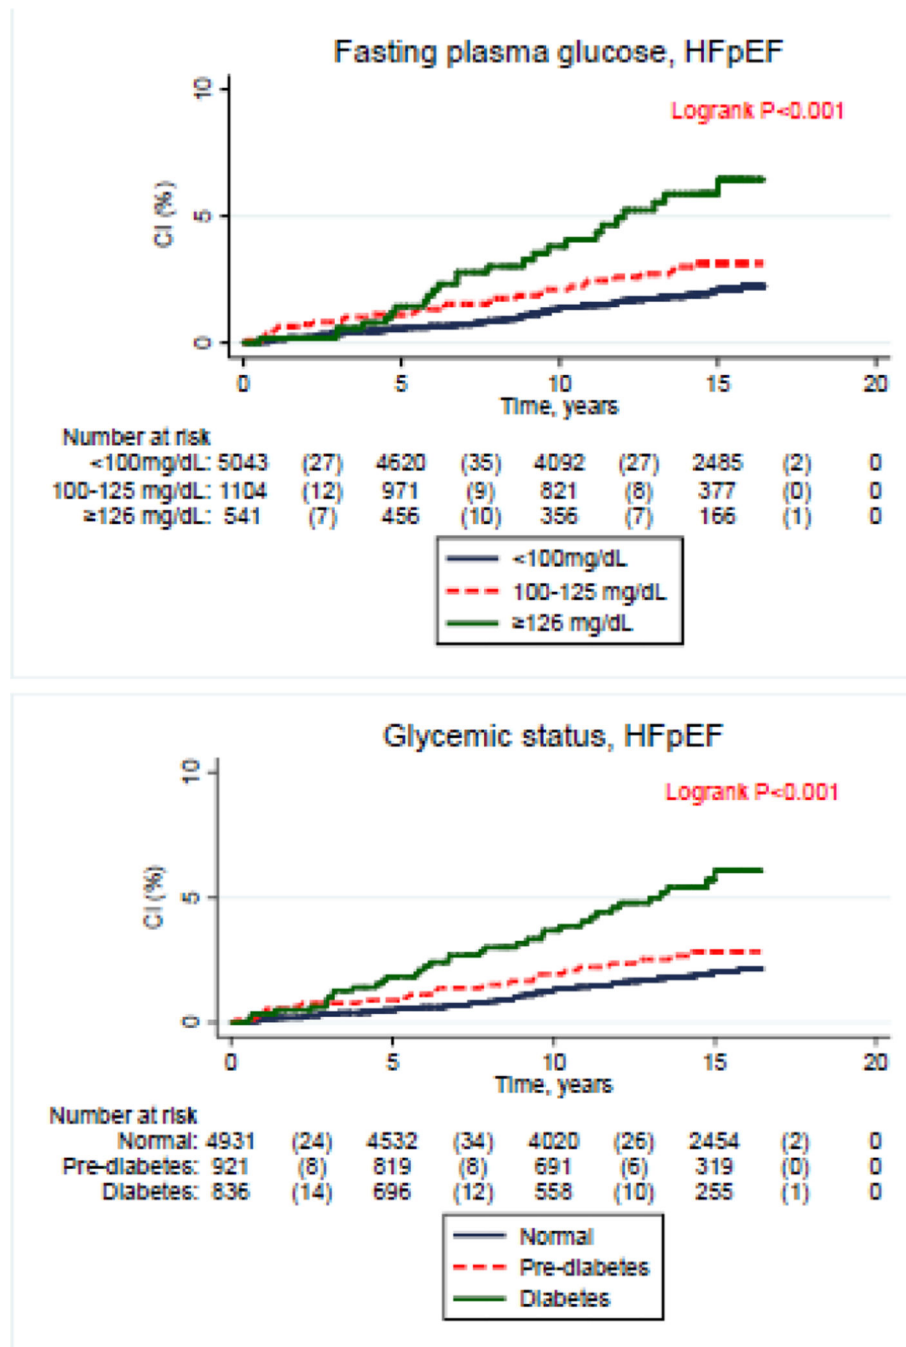 Fasting plasma glucose, HFpEF
Logrank P<0.001
10
5
0
CI (%)
0 5 10 15 20
Time, years
Number at risk
<100mg/dL: 5043 (27) 4620 (35) 4092 (27) 2485 (2) 0
100-125 mg/dL: 1104 (12) 971 (9) 821 (8) 377 (0) 0
≥126 mg/dL: 541 (7) 456 (10) 356 (7) 166 (1) 0
<100mg/dL
100-125 mg/dL
≥126 mg/dL
Glycemic status, HFpEF
Logrank P<0.001
10
5
0
CI (%)
0 5 10 15 20
Time, years
Number at risk
Normal: 4931 (24) 4532 (34) 4020 (26) 2454 (2) 0
Pre-diabetes: 921 (8) 819 (8) 691 (6) 319 (0) 0
Diabetes: 836 (14) 696 (12) 558 (10) 255 (1) 0
Normal
Pre-diabetes
Diabetes